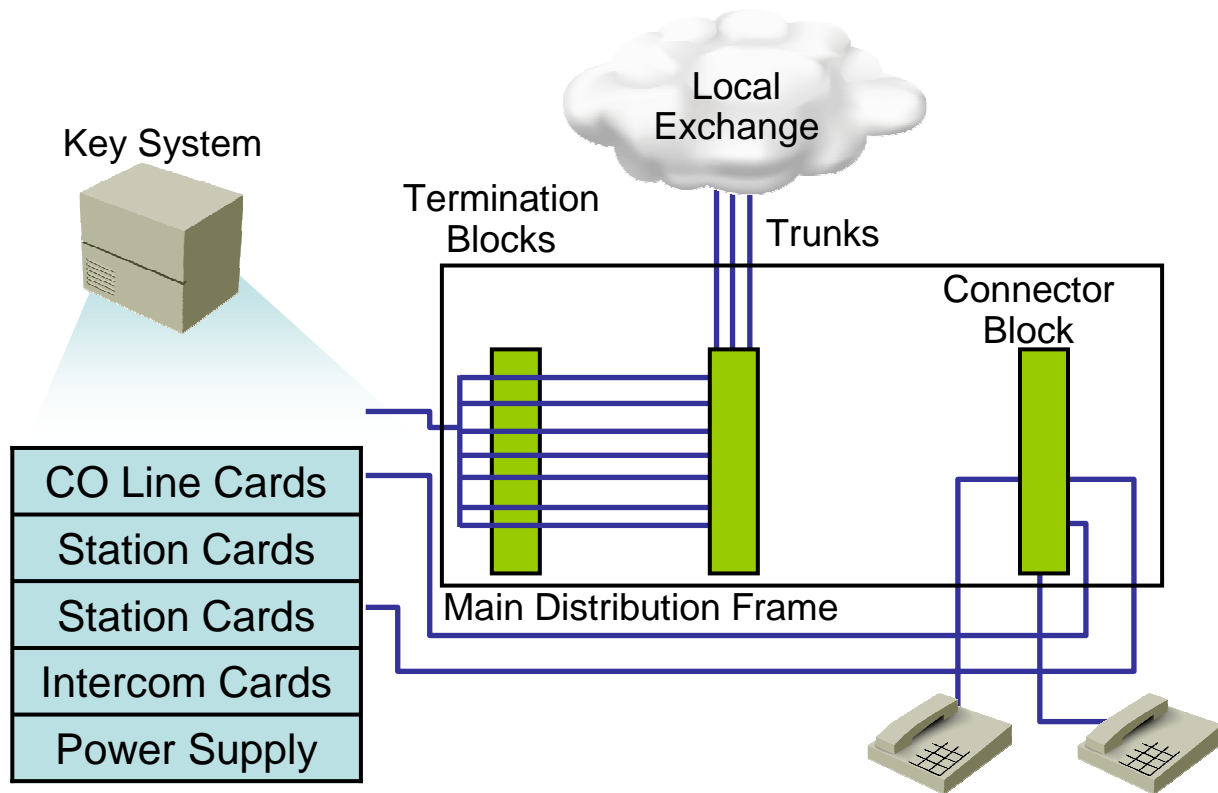 Local
Exchange
Key System
Termination
Blocks
Trunks
Connector
Block
CO Line Cards
Station Cards
Station Cards
Intercom Cards
Power Supply
Main Distribution Frame